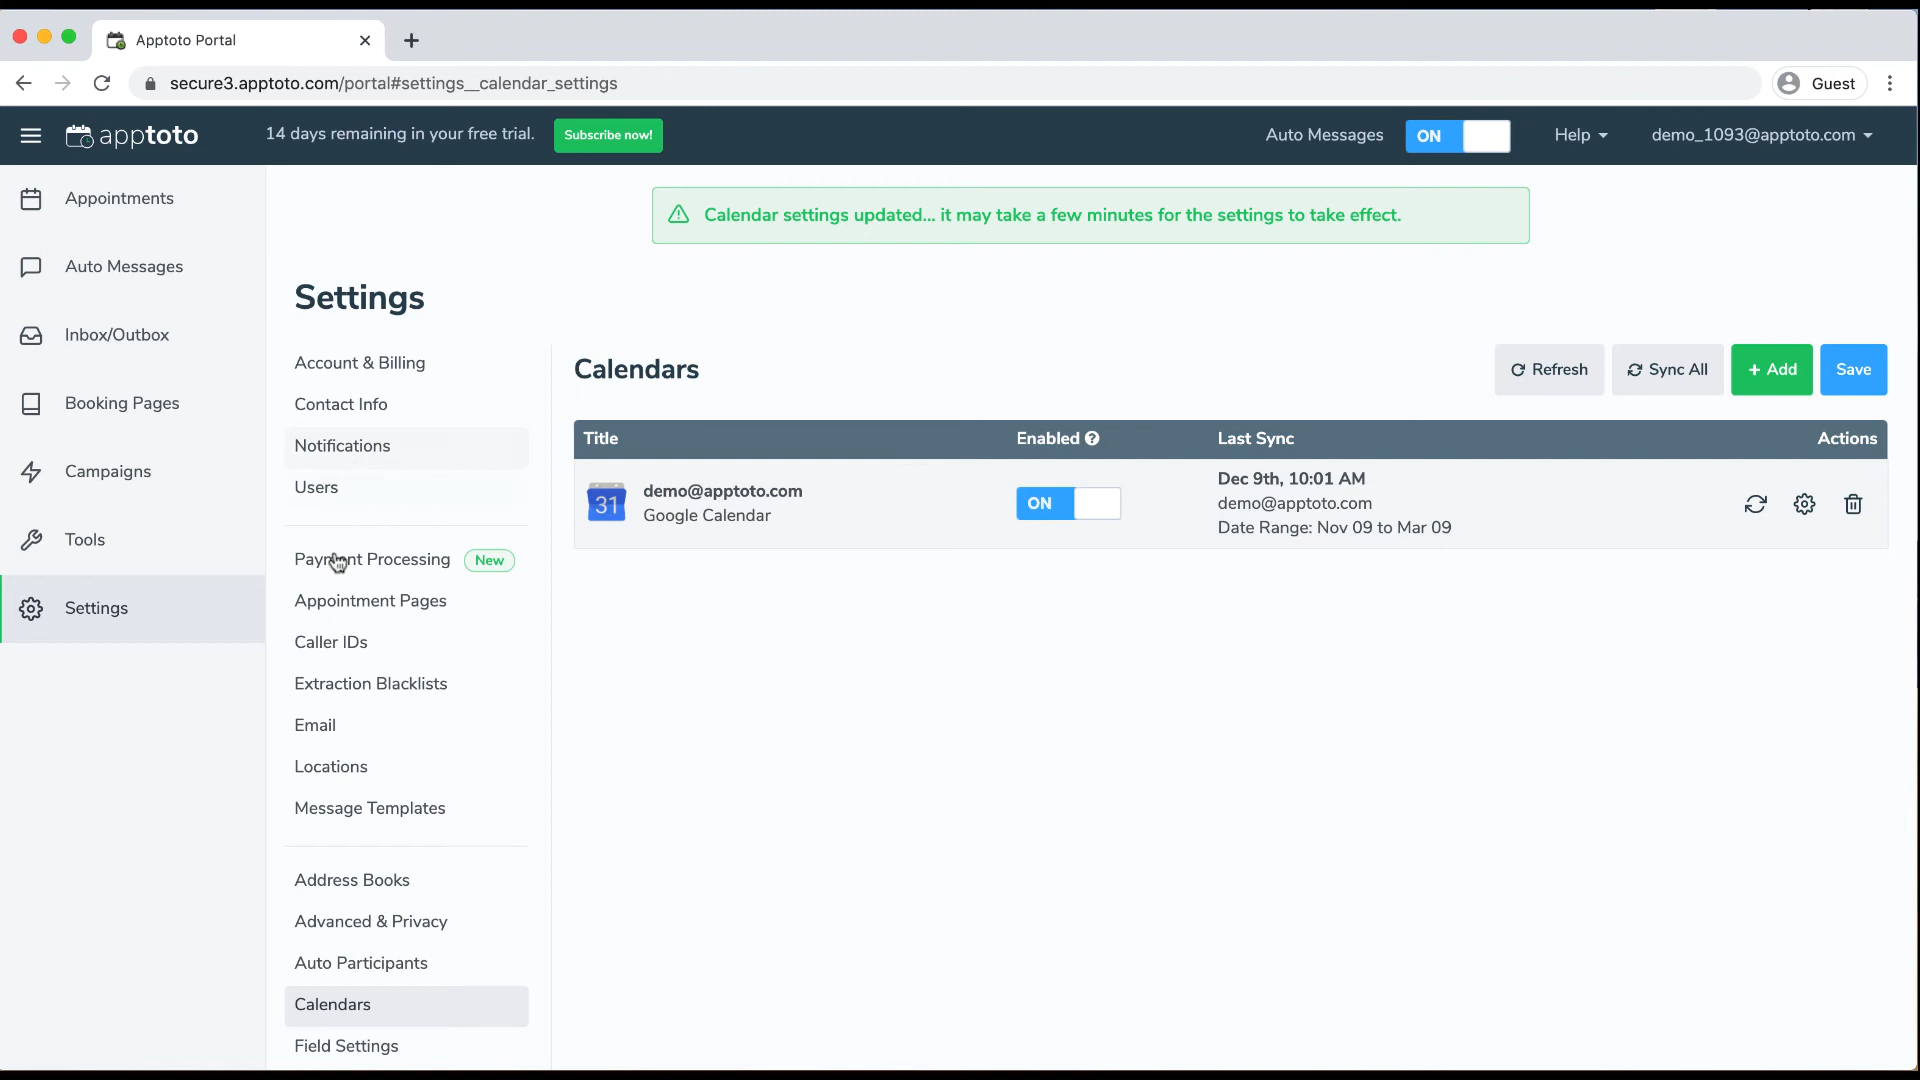 Apptoto Portal
secure3.apptoto.com/portal#settings__calendar_settings
Guest
apptoto
14 days remaining in your free trial.
Subscribe now!
Auto Messages
ON
Help
demo_1093@apptoto.com
Appointments
Auto Messages
Inbox/Outbox
Booking Pages
Campaigns
Tools
Settings
Calendar settings updated... it may take a few minutes for the settings to take effect.
Settings
Account & Billing
Contact Info
Notifications
Users
Payment Processing
New
Appointment Pages
Caller IDs
Extraction Blacklists
Email
Locations
Message Templates
Address Books
Advanced & Privacy
Auto Participants
Calendars
Field Settings
Calendars
Refresh
Sync All
+ Add
Save
Title
Enabled ?
Last Sync
Actions
31
demo@apptoto.com
Google Calendar
ON
Dec 9th, 10:01 AM
demo@apptoto.com
Date Range: Nov 09 to Mar 09